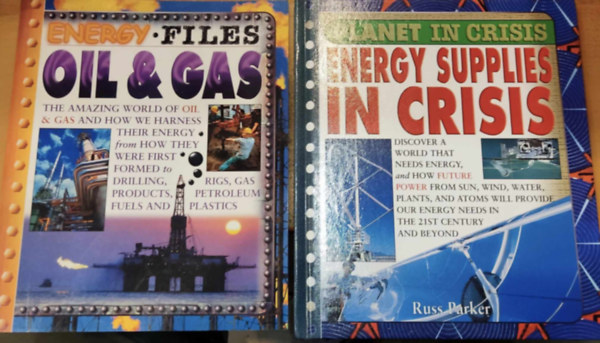 ENERGY • FILES
OIL & GAS
THE AMAZING WORLD OF OIL
& GAS AND HOW WE HARNESS
THEIR ENERGY
from HOW THEY
WERE FIRST
FORMED to
DRILLING, RIGS, GAS
PRODUCTS, PETROLEUM
FUELS AND PLASTICS
PLANET IN CRISIS
ENERGY SUPPLIES
IN CRISIS
DISCOVER A
WORLD THAT
NEEDS ENERGY,
and HOW FUTURE
POWER FROM SUN, WIND, WATER,
PLANTS, AND ATOMS WILL PROVIDE
OUR ENERGY NEEDS IN
THE 21ST CENTURY
AND BEYOND
Russ Parker